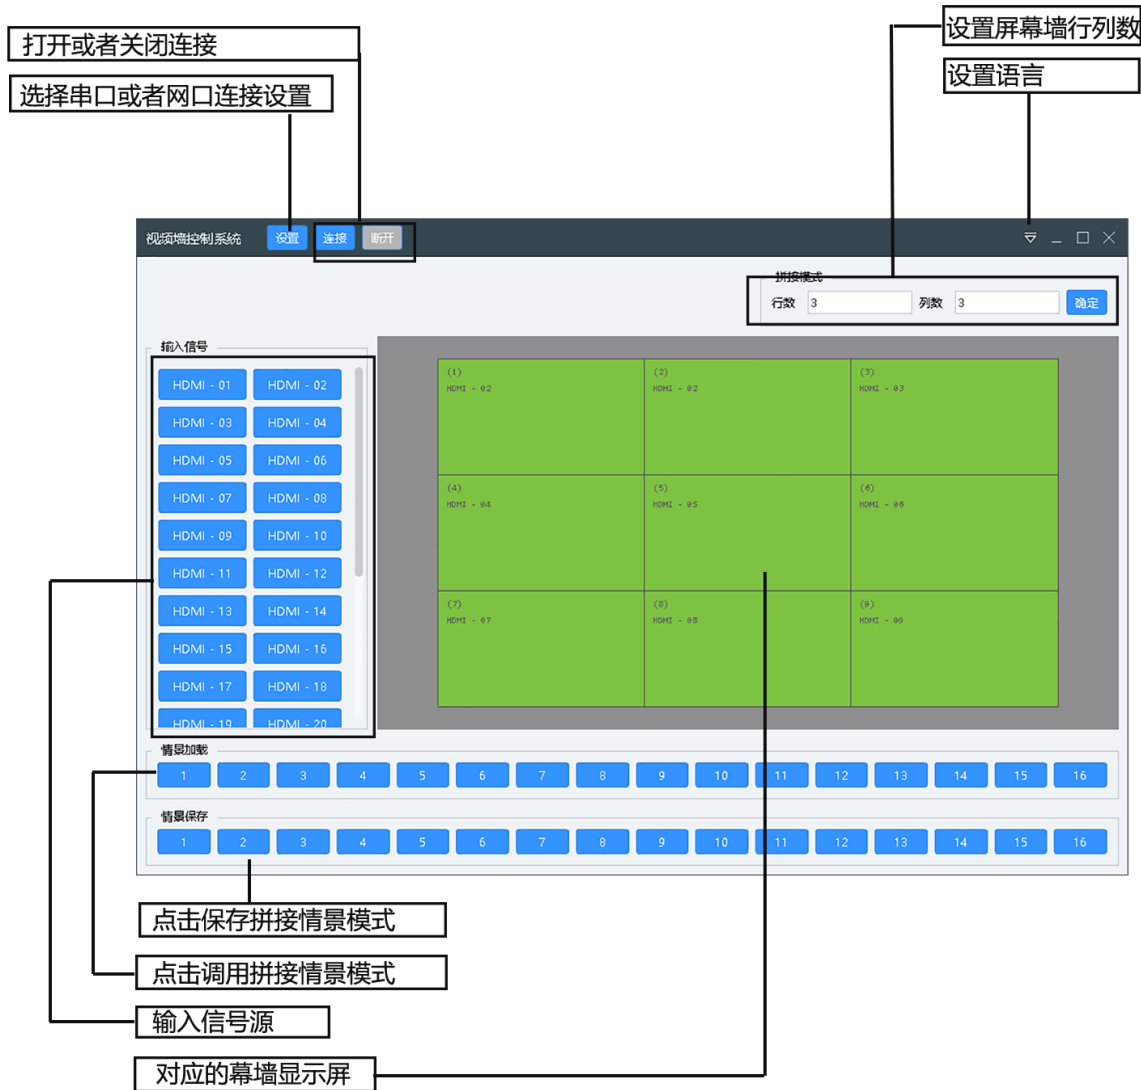 设置屏幕墙行列数
打开或者关闭连接
设置语言
选择串口或者网口连接设置
视频墙控制系统 设置 连接 断开
拼接模式
行数 3 列数 3 确定
输入信号
HDMI - 01 HDMI - 02
HDMI - 03 HDMI - 04
HDMI - 05 HDMI - 06
HDMI - 07 HDMI - 08
HDMI - 09 HDMI - 10
HDMI - 11 HDMI - 12
HDMI - 13 HDMI - 14
HDMI - 15 HDMI - 16
HDMI - 17 HDMI - 18
HDMI - 19 HDMI - 20
(1) (2) (3)
HDMI - 02 HDMI - 02 HDMI - 03
(4) (5) (6)
HDMI - 04 HDMI - 05 HDMI - 06
(7) (8) (9)
HDMI - 07 HDMI - 08 HDMI - 09
情景加载
1 2 3 4 5 6 7 8 9 10 11 12 13 14 15 16
情景保存
1 2 3 4 5 6 7 8 9 10 11 12 13 14 15 16
点击保存拼接情景模式
点击调用拼接情景模式
输入信号源
对应的幕墙显示屏